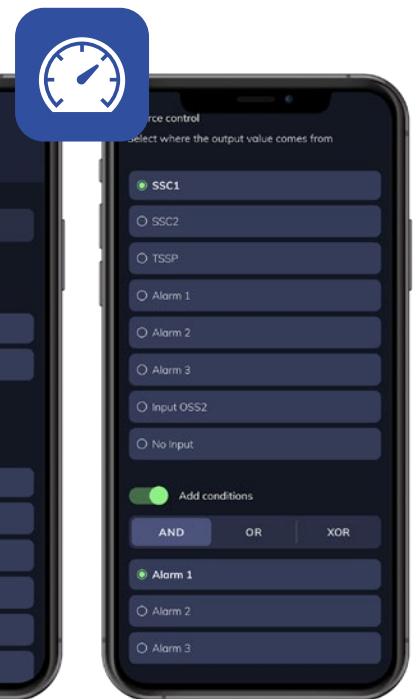 rce control
Select where the output value comes from
SSC1
SSC2
TSSP
Alarm 1
Alarm 2
Alarm 3
Input OSS2
No Input
Add conditions
AND OR XOR
Alarm 1
Alarm 2
Alarm 3